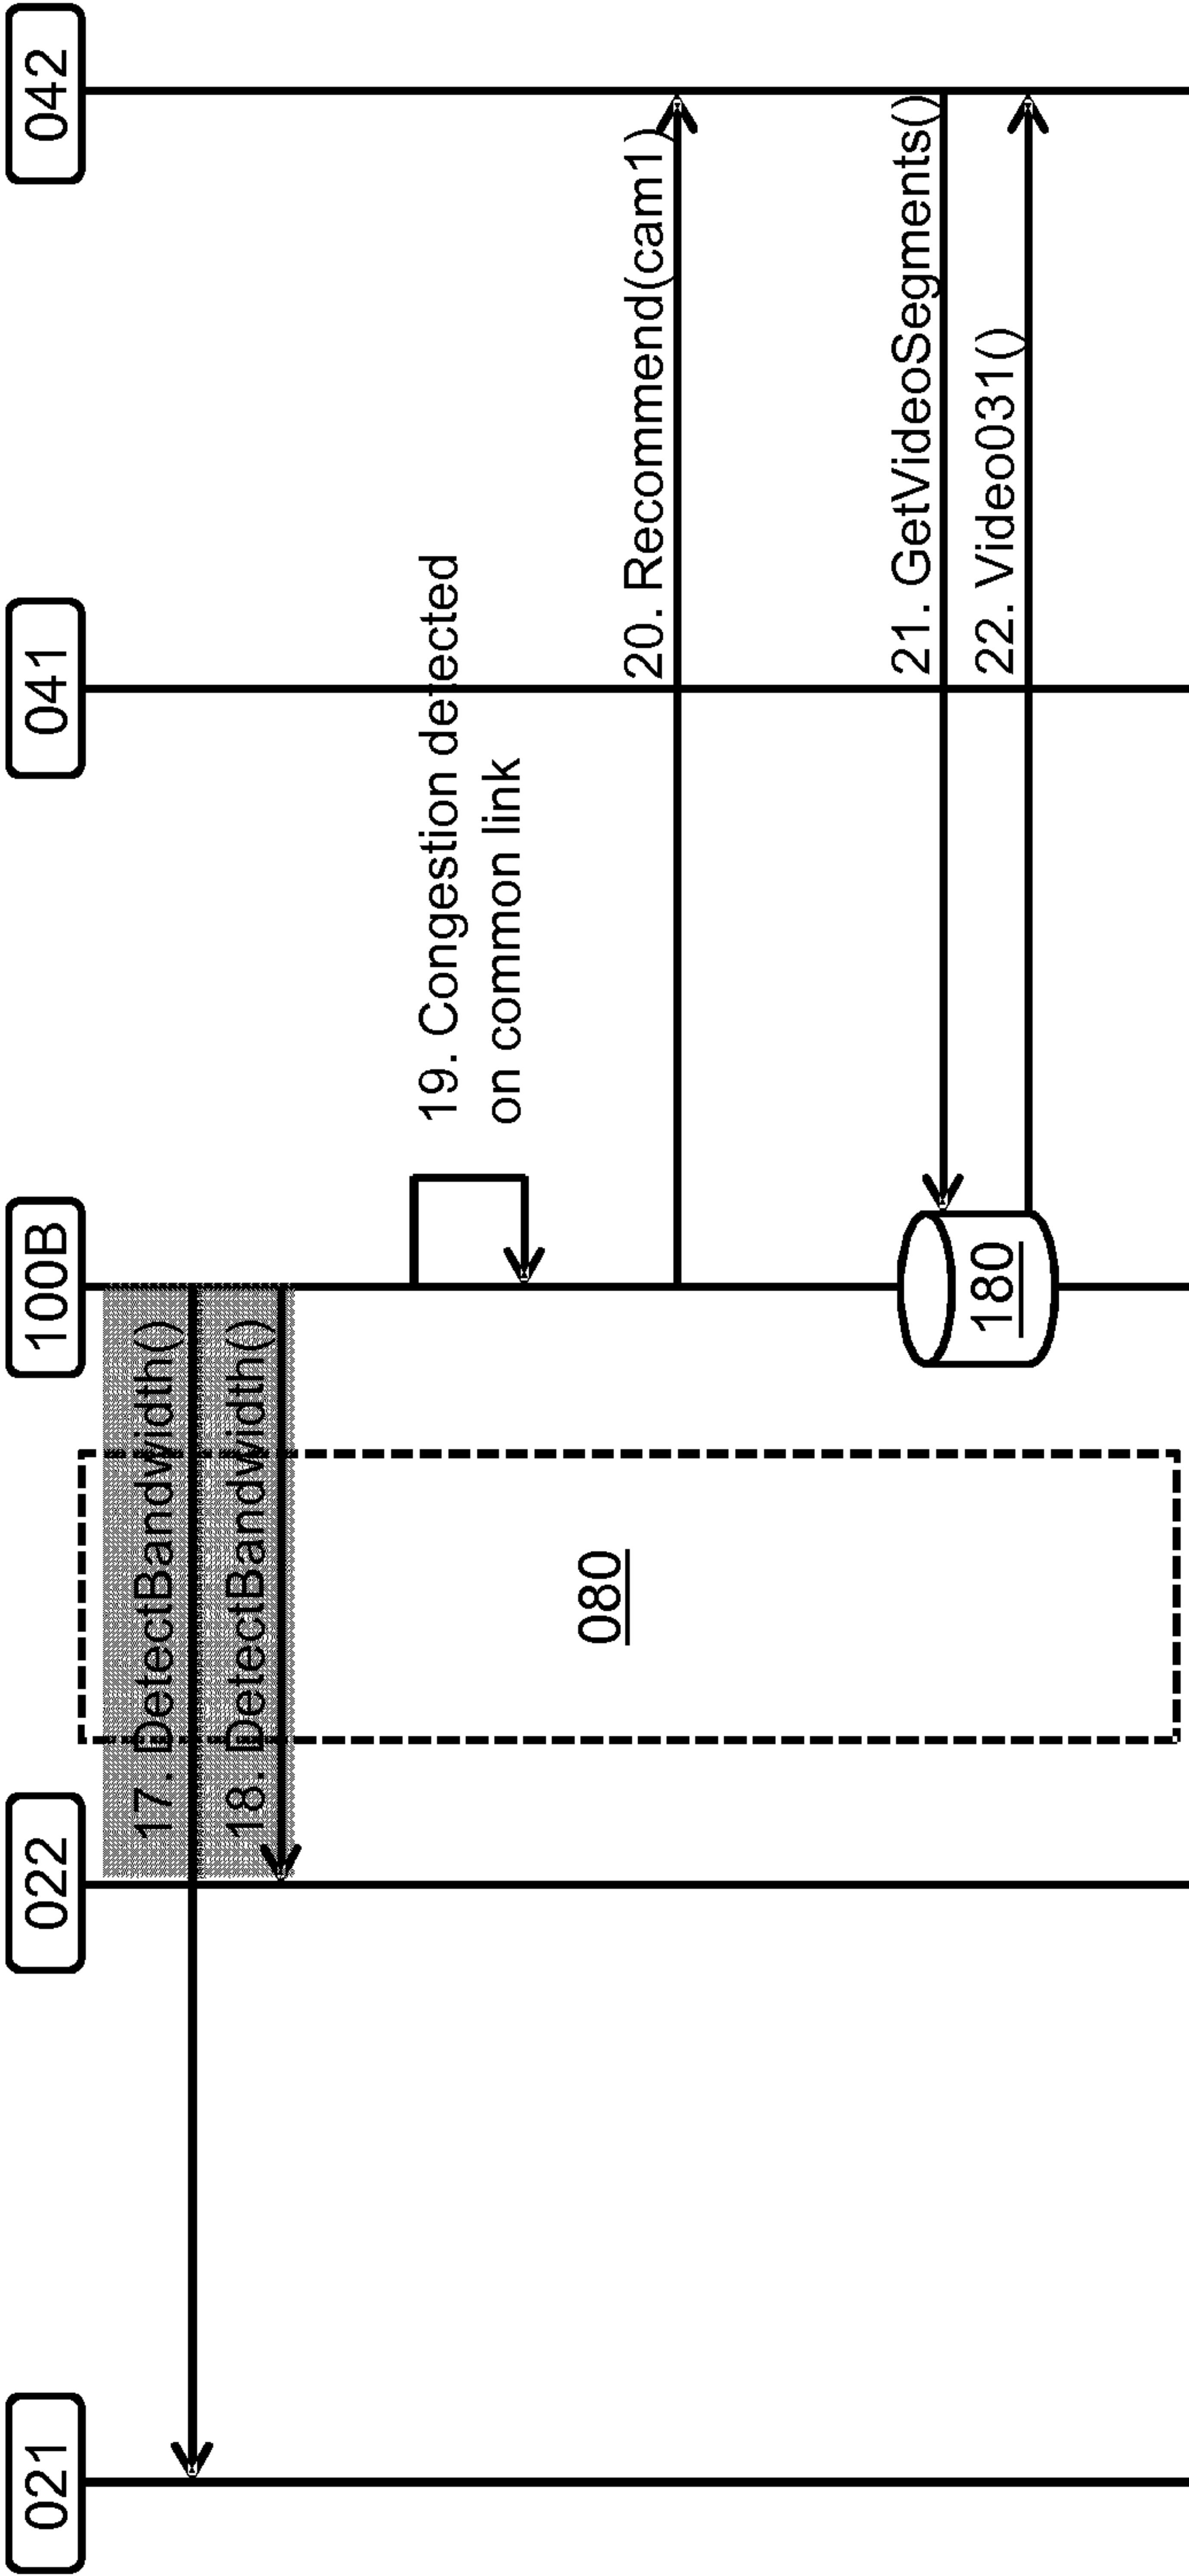 021
022
100B
041
042
17. DetectBandwidth()
18. DetectBandwidth()
19. Congestion detected
on common link
080
20. Recommend(cam1)
21. GetVideoSegments()
180
22. Video031()